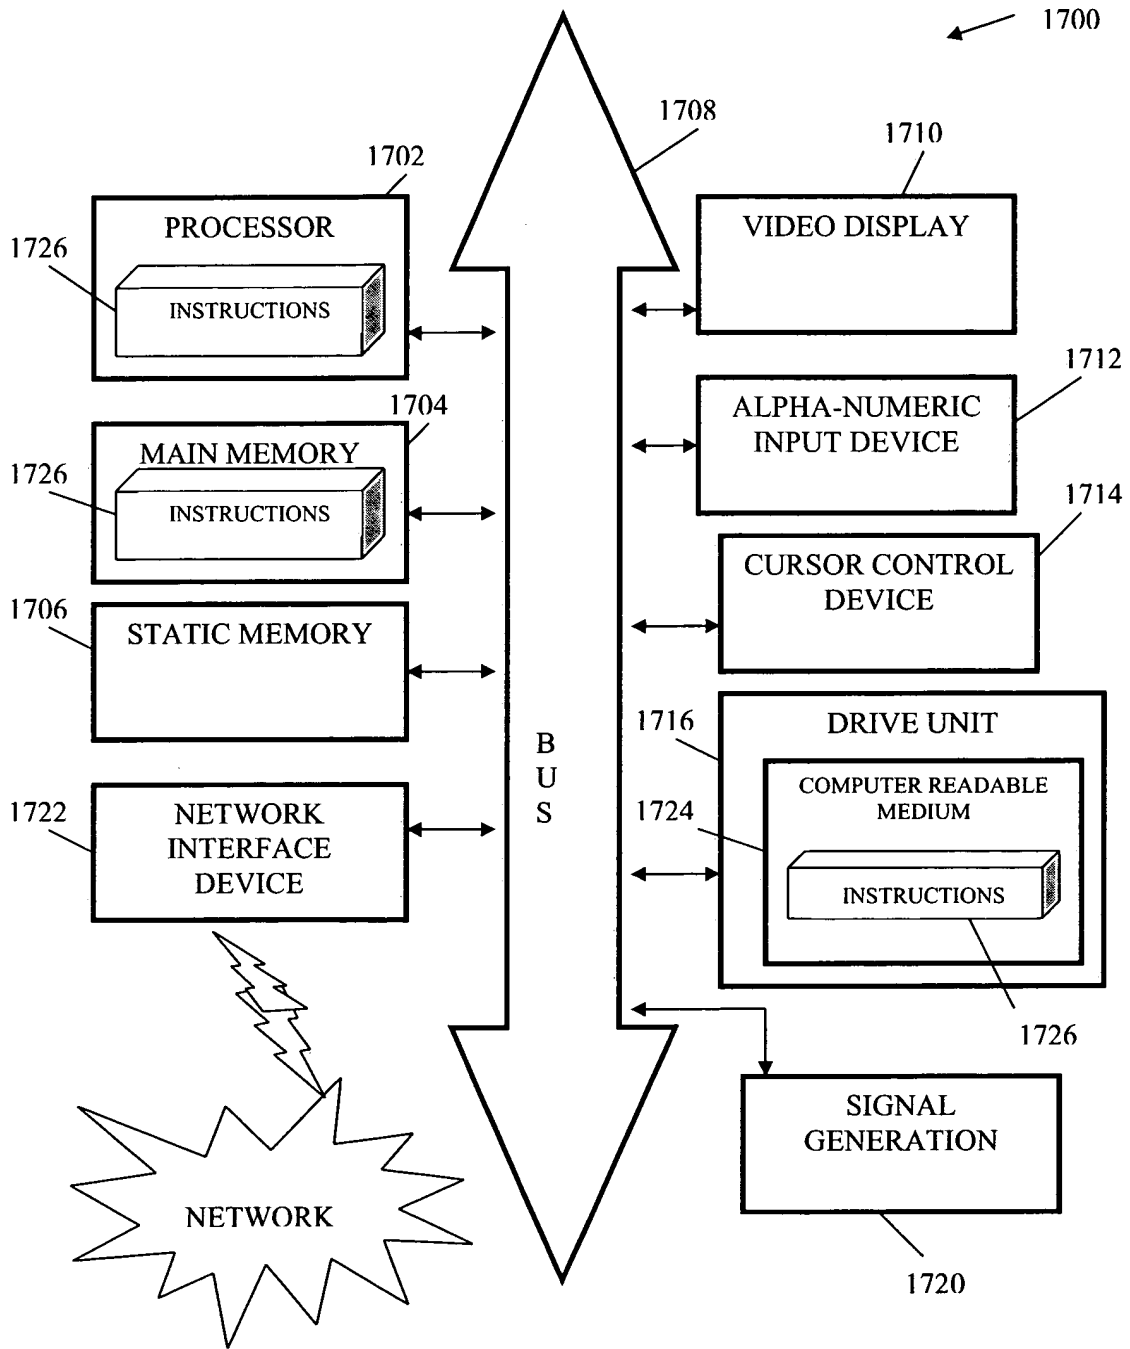 1700
1708
1710
1702
PROCESSOR
1726
INSTRUCTIONS
VIDEO DISPLAY
1712
1704
MAIN MEMORY
1726
INSTRUCTIONS
ALPHA-NUMERIC
INPUT DEVICE
1714
CURSOR CONTROL
DEVICE
1706
STATIC MEMORY
1716
DRIVE UNIT
B
U
S
1722
NETWORK
INTERFACE
DEVICE
1724
COMPUTER READABLE
MEDIUM
INSTRUCTIONS
1726
SIGNAL
GENERATION
NETWORK
1720